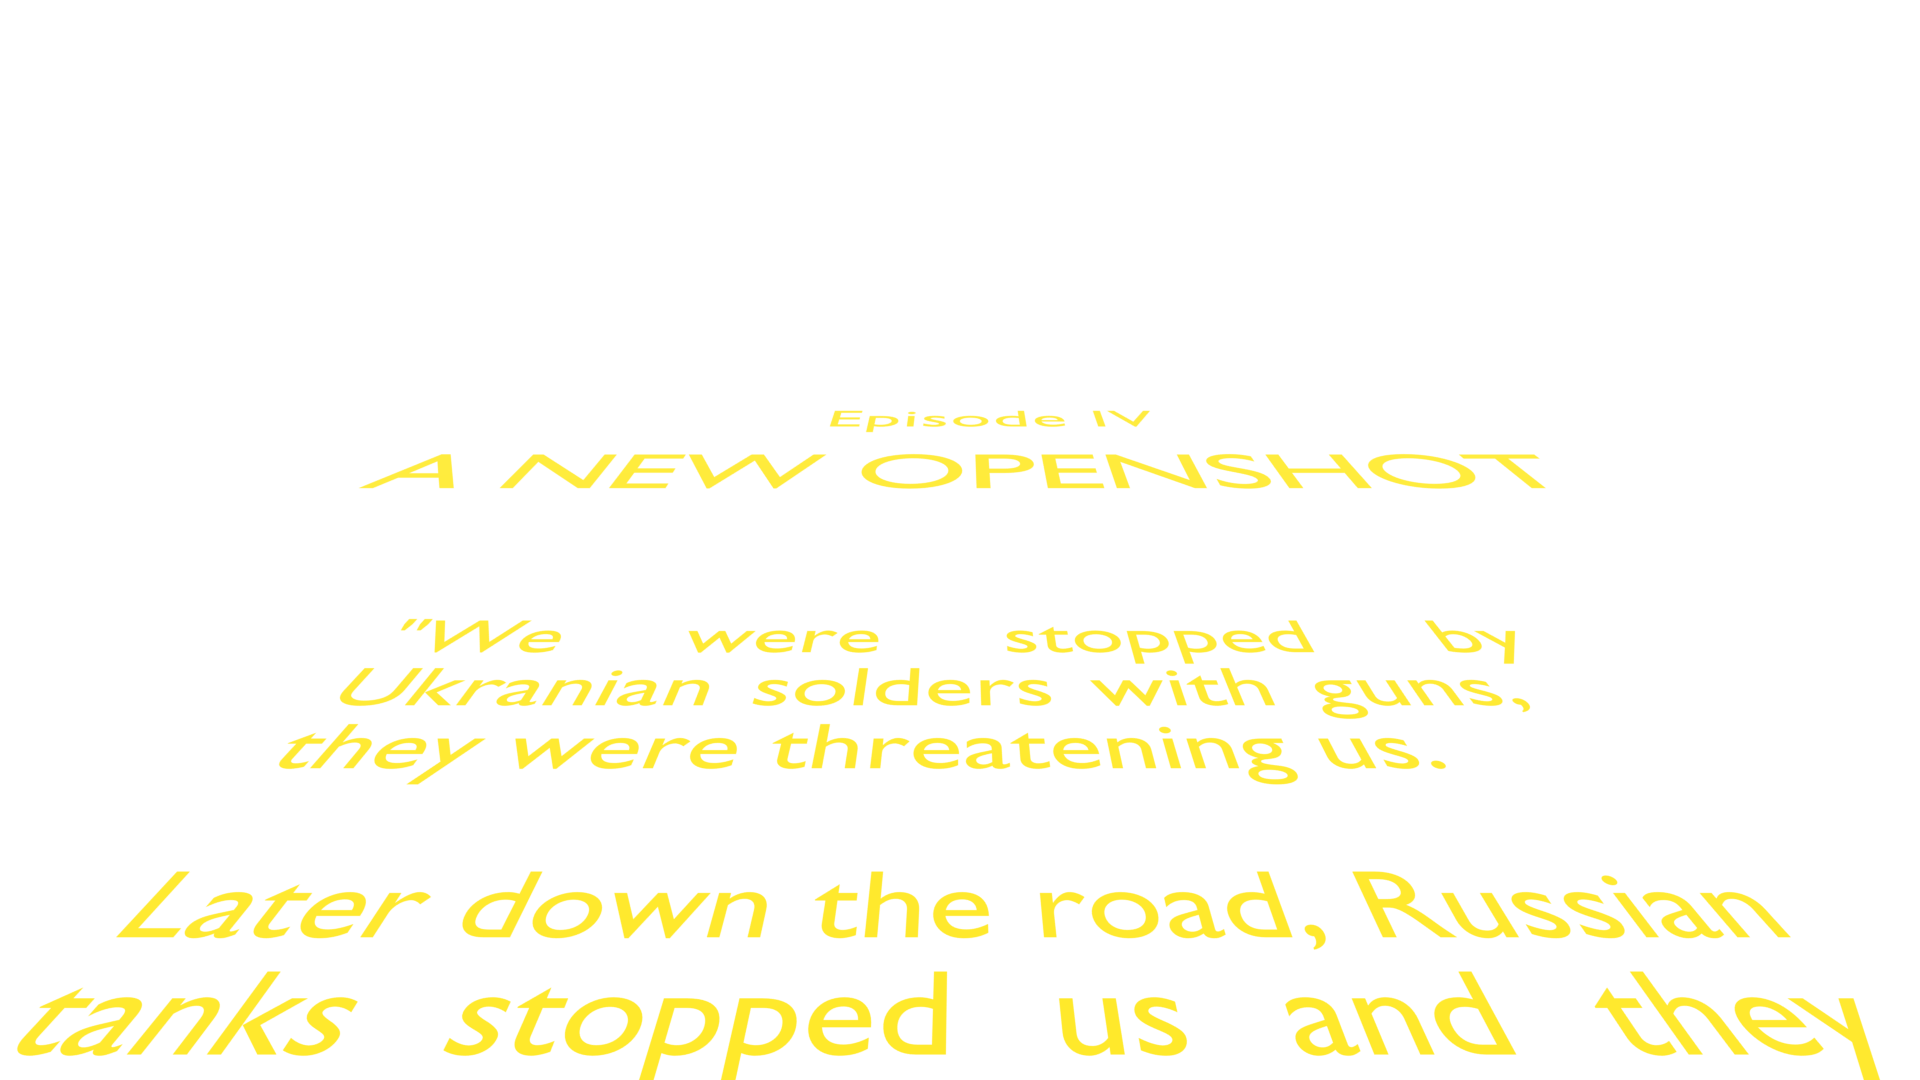 Episode IV
A NEW OPENSHOT
"We were stopped by
Ukranian solders with guns,
they were threatening us.
Later down the road, Russian
tanks stopped us and they